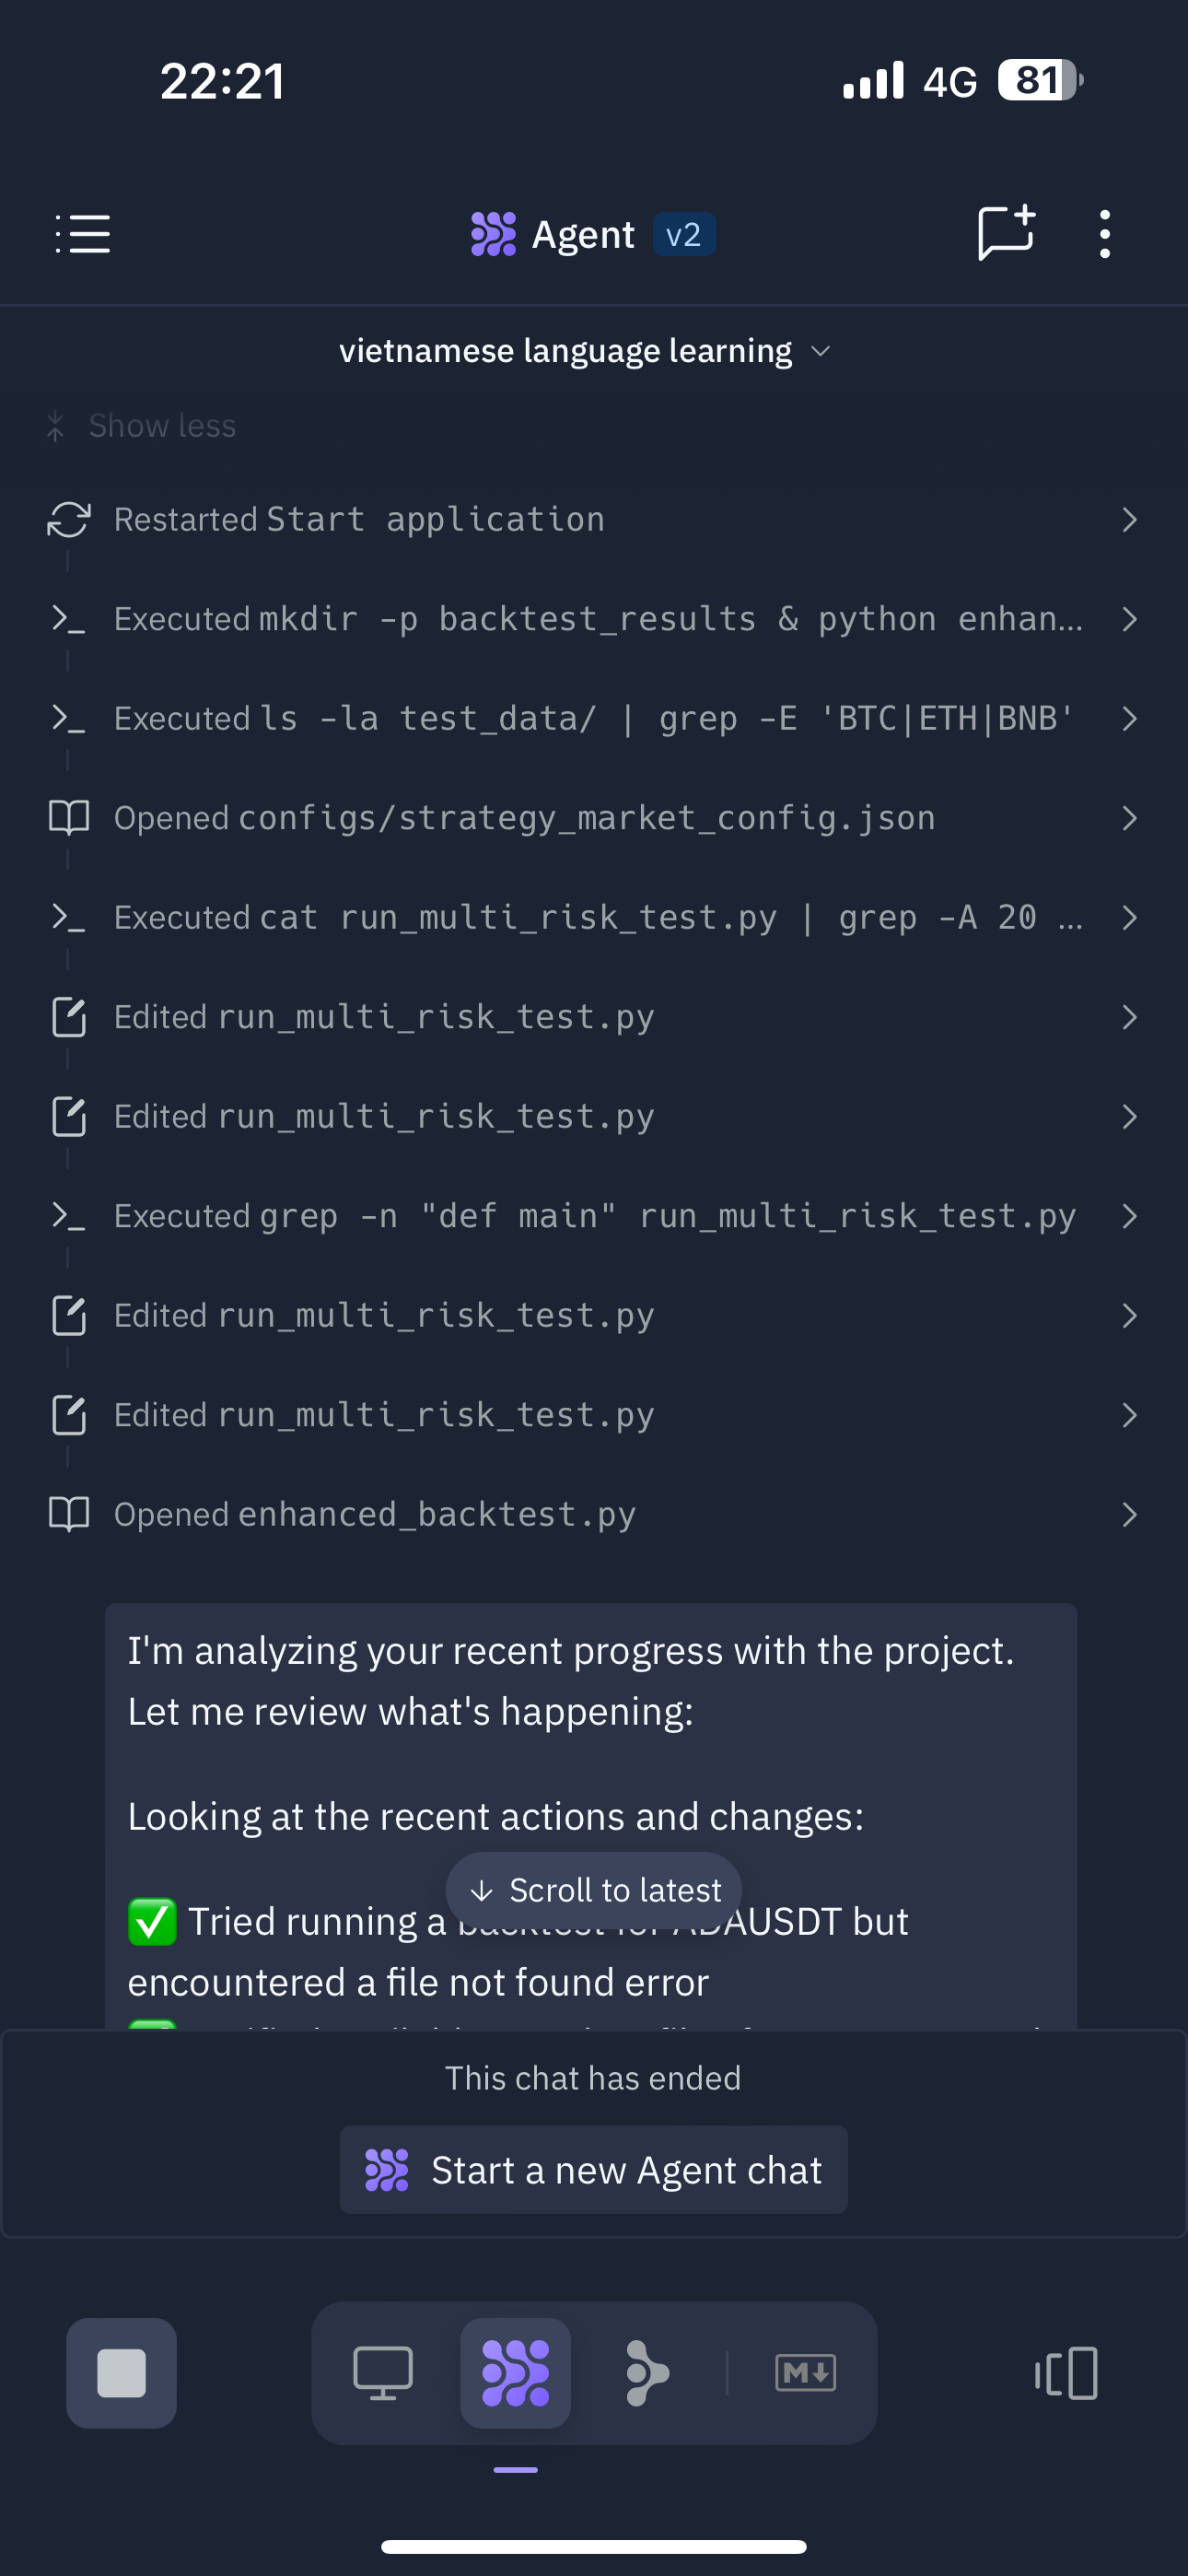 22:21 4G 81
Agent v2
vietnamese language learning
Show less
Restarted Start application
Executed mkdir -p backtest_results & python enhan...
Executed ls -la test_data/ | grep -E 'BTC|ETH|BNB'
Opened configs/strategy_market_config.json
Executed cat run_multi_risk_test.py | grep -A 20 ...
Edited run_multi_risk_test.py
Edited run_multi_risk_test.py
Executed grep -n "def main" run_multi_risk_test.py
Edited run_multi_risk_test.py
Edited run_multi_risk_test.py
Opened enhanced_backtest.py
I'm analyzing your recent progress with the project.
Let me review what's happening:
Looking at the recent actions and changes:
Scroll to latest
✅ Tried running a backtest for ADAUSDT but
encountered a file not found error
This chat has ended
Start a new Agent chat
M